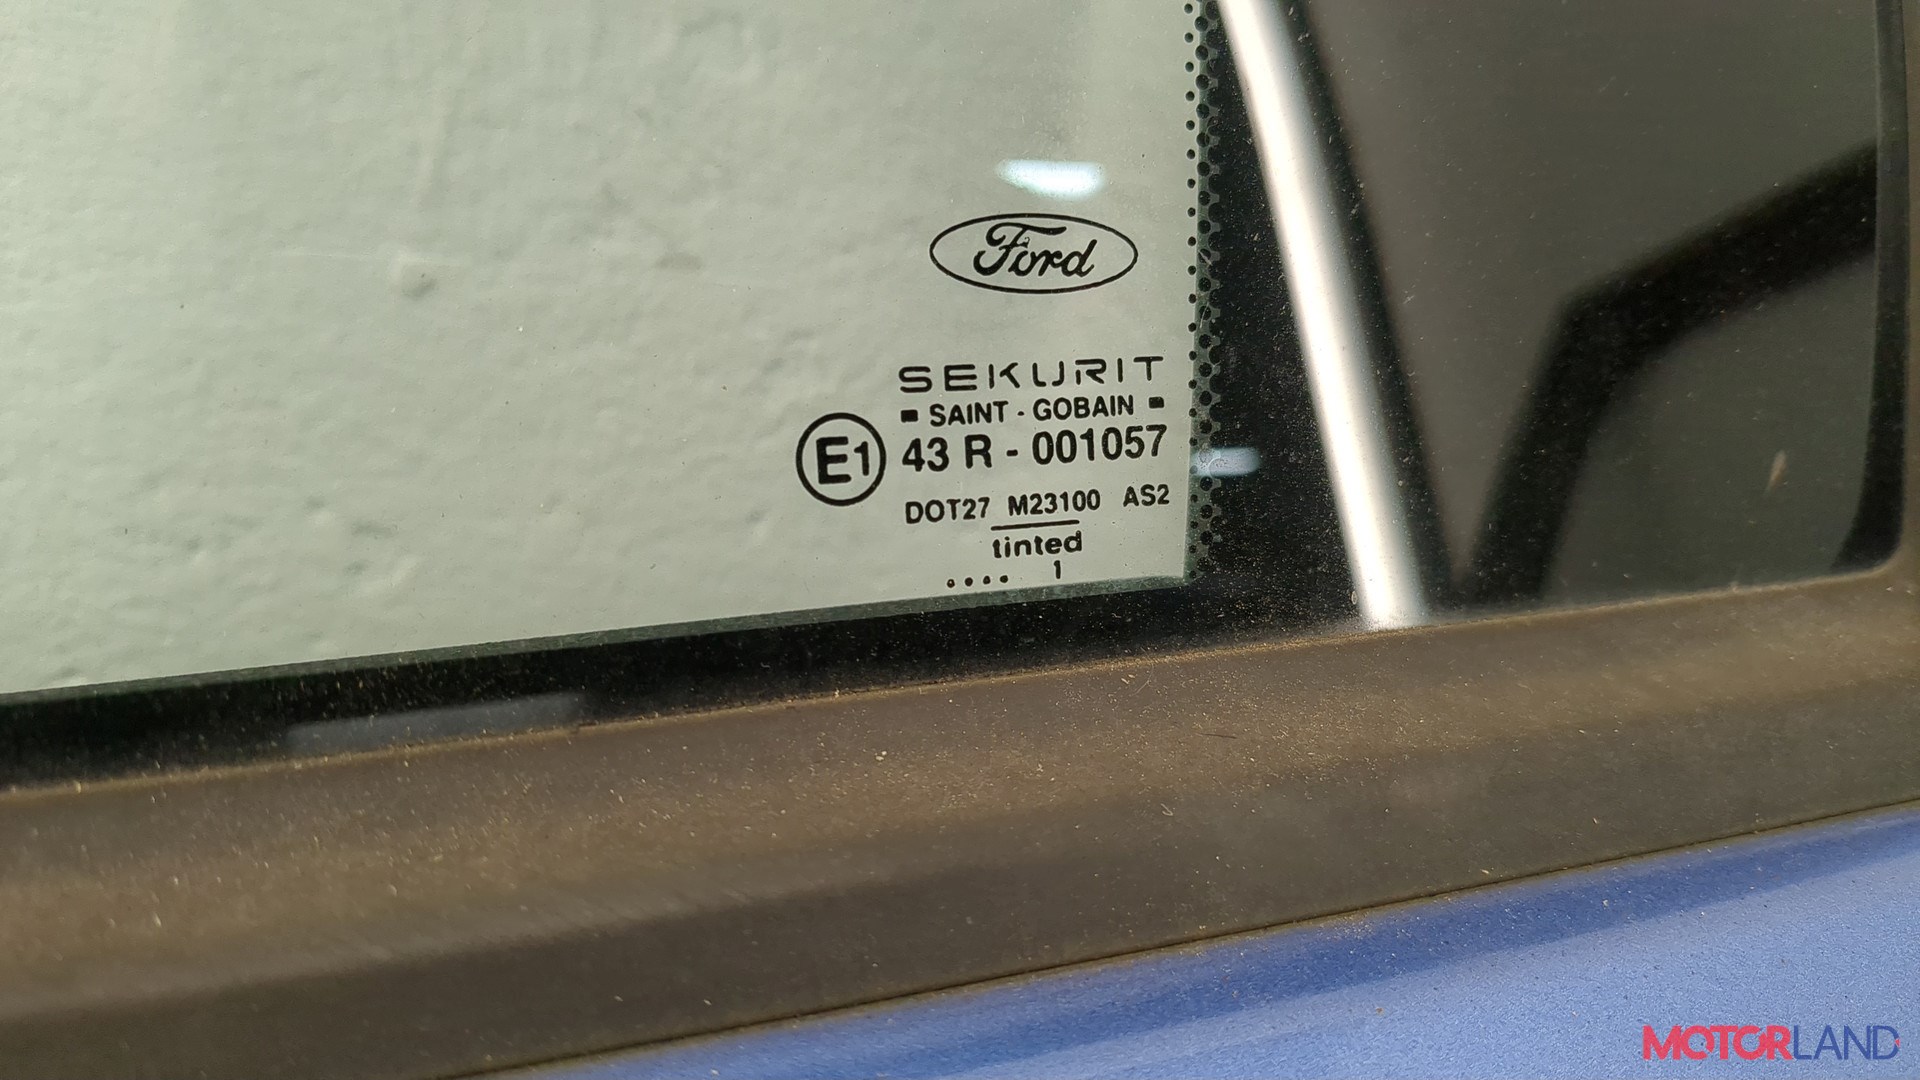 Ford
SEKURIT
▪ SAINT - GOBAIN ▪
E1 43 R - 001057
DOT27 M23100 AS2
tinted
.... 1
MOTORLAND